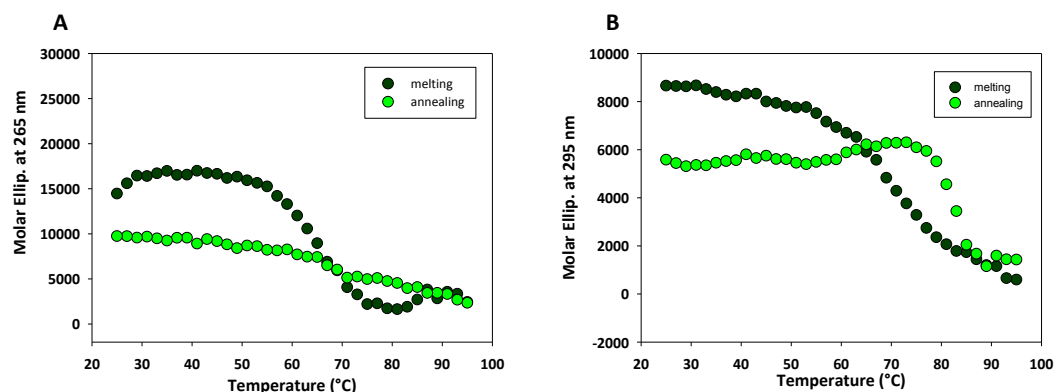 A
Molar Ellip. at 265 nm
30000
25000
20000
15000
10000
5000
0
melting
annealing
20 30 40 50 60 70 80 90 100
Temperature (°C)
B
Molar Ellip. at 295 nm
10000
8000
6000
4000
2000
0
-2000
melting
annealing
20 30 40 50 60 70 80 90 100
Temperature (°C)